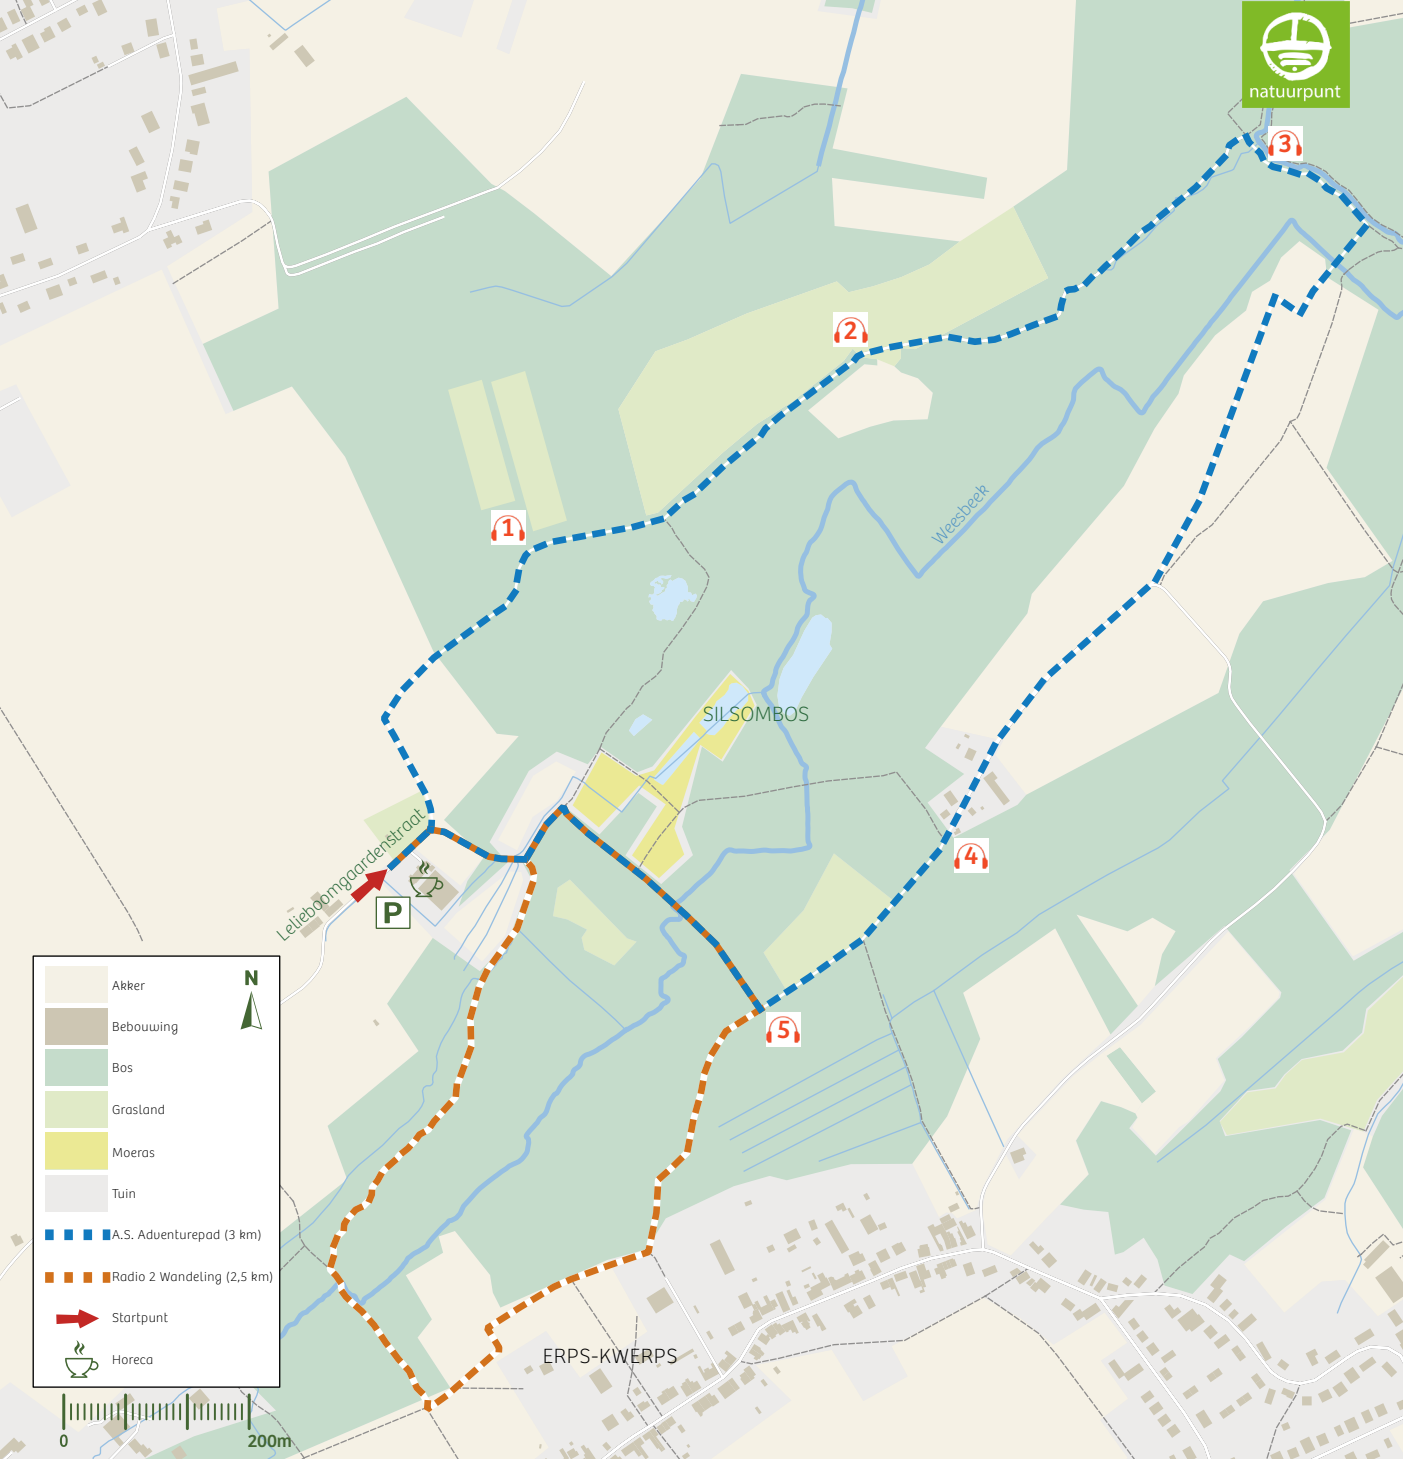 natuurpunt
3
2
1
Weesbeek
SILSOMBOS
Lelieboomgaardenstraat
P
4
5
N
Akker
Bebouwing
Bos
Grasland
Moeras
Tuin
A.S. Adventurepad (3 km)
Radio 2 Wandeling (2,5 km)
Startpunt
Horeca
ERPS-KWERPS
0 200m